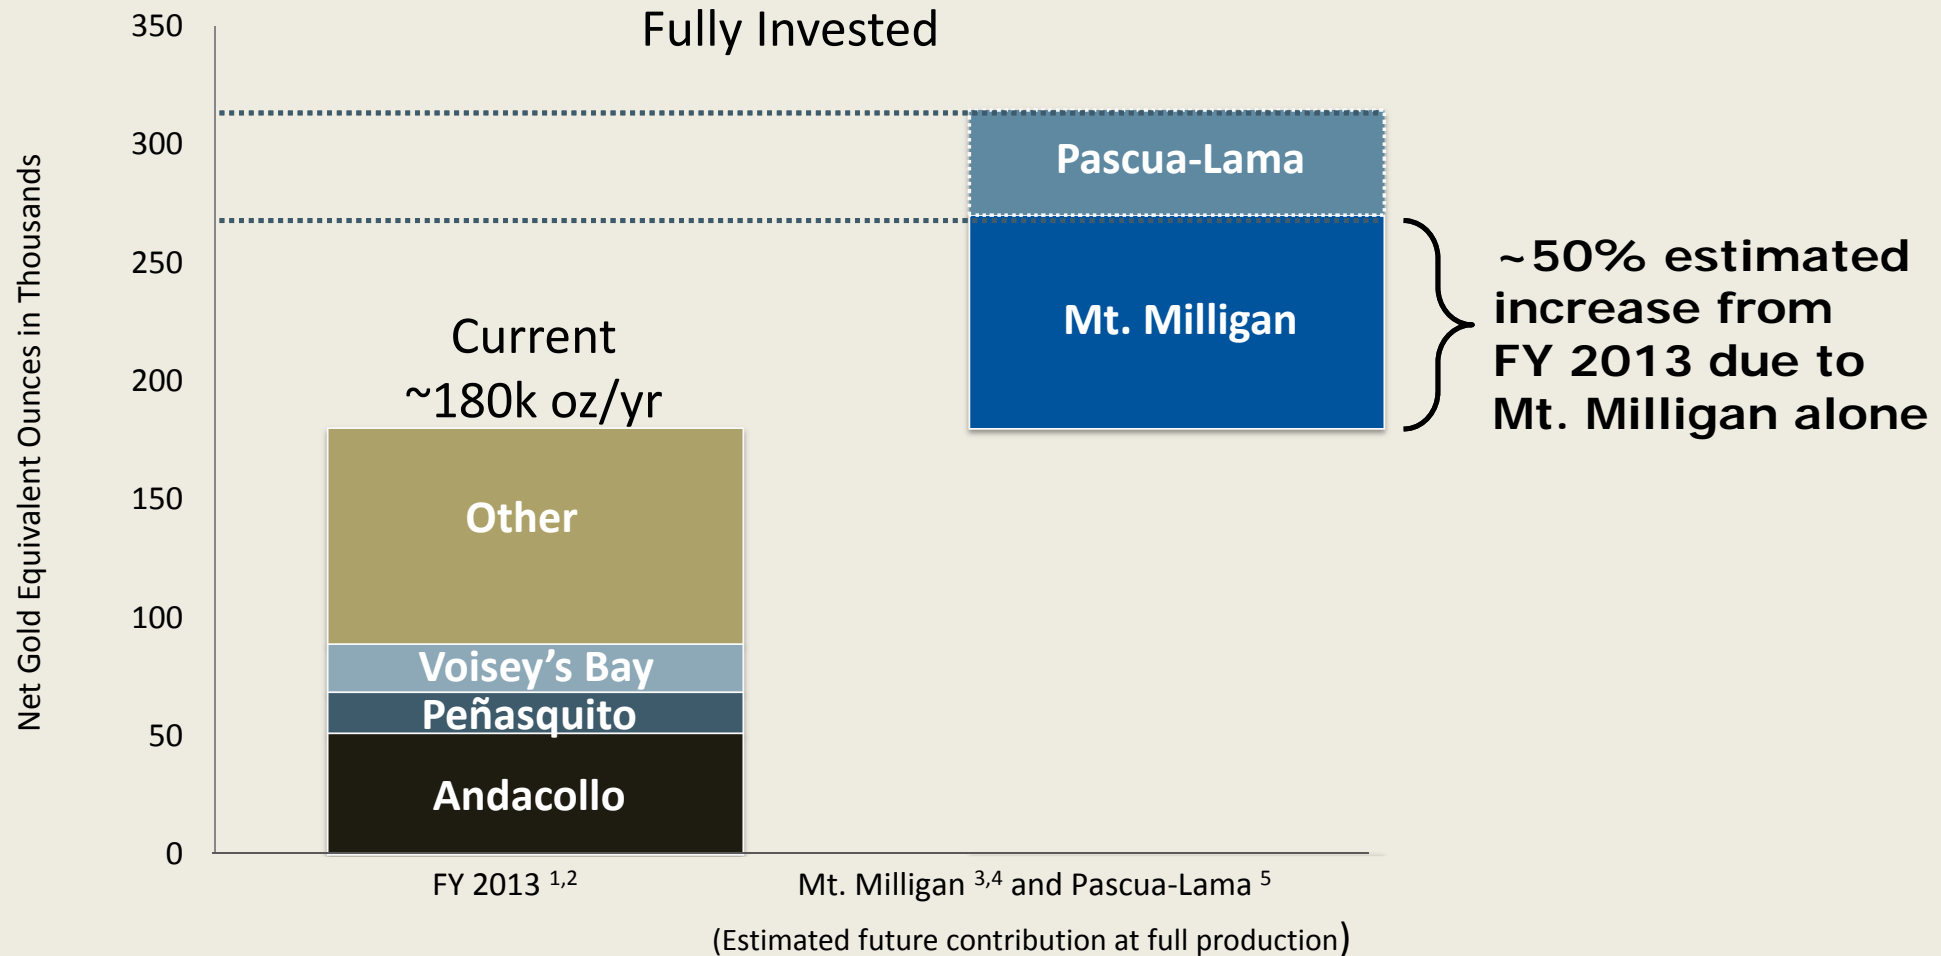 Fully Invested
350
300
250
200
150
100
50
0
Net Gold Equivalent Ounces in Thousands
Current
~180k oz/yr
Other
Voisey's Bay
Peñasquito
Andacollo
Pascua-Lama
Mt. Milligan
~50% estimated
increase from
FY 2013 due to
Mt. Milligan alone
FY 2013 1,2
Mt. Milligan 3,4 and Pascua-Lama 5
(Estimated future contribution at full production)